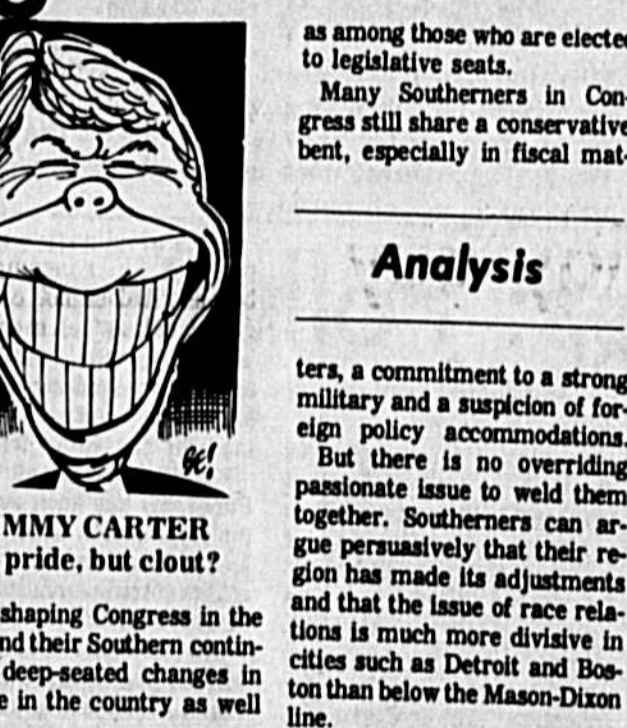 MMY CARTER
pride, but clout?
shaping Congress in the
nd their Southern contin-
deep-seated changes in
e in the country as well
as among those who are electe
to legislative seats.
Many Southerners in Con-
gress still share a conservative
bent, especially in fiscal mat-
Analysis
ters, a commitment to a strong
military and a suspicion of for-
eign policy accommodations.
But there is no overriding
passionate issue to weld them
together. Southerners can ar-
gue persuasively that their re-
gion has made its adjustments
and that the issue of race rela-
tions is much more divisive in
cities such as Detroit and Bos-
ton than below the Mason-Dixon
line.